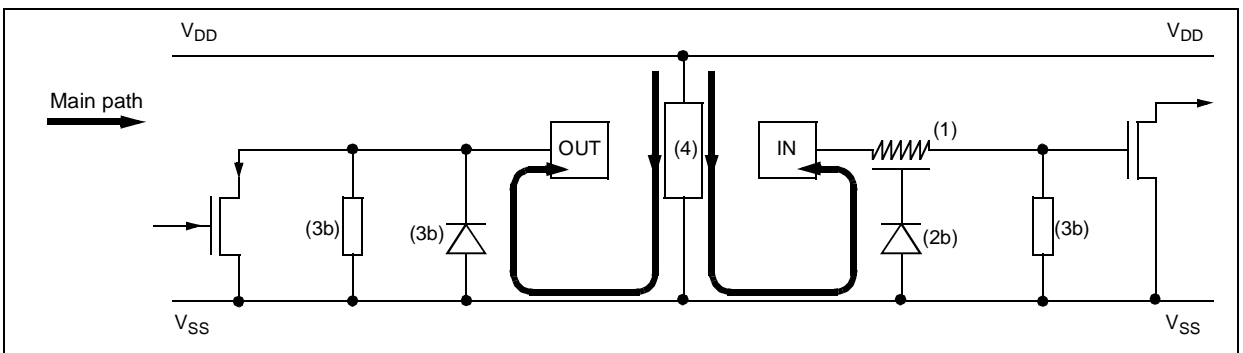 VDD
VDD
Main path
OUT
(4)
IN
(1)
(3b)
(3b)
(2b)
(3b)
VSS
VSS